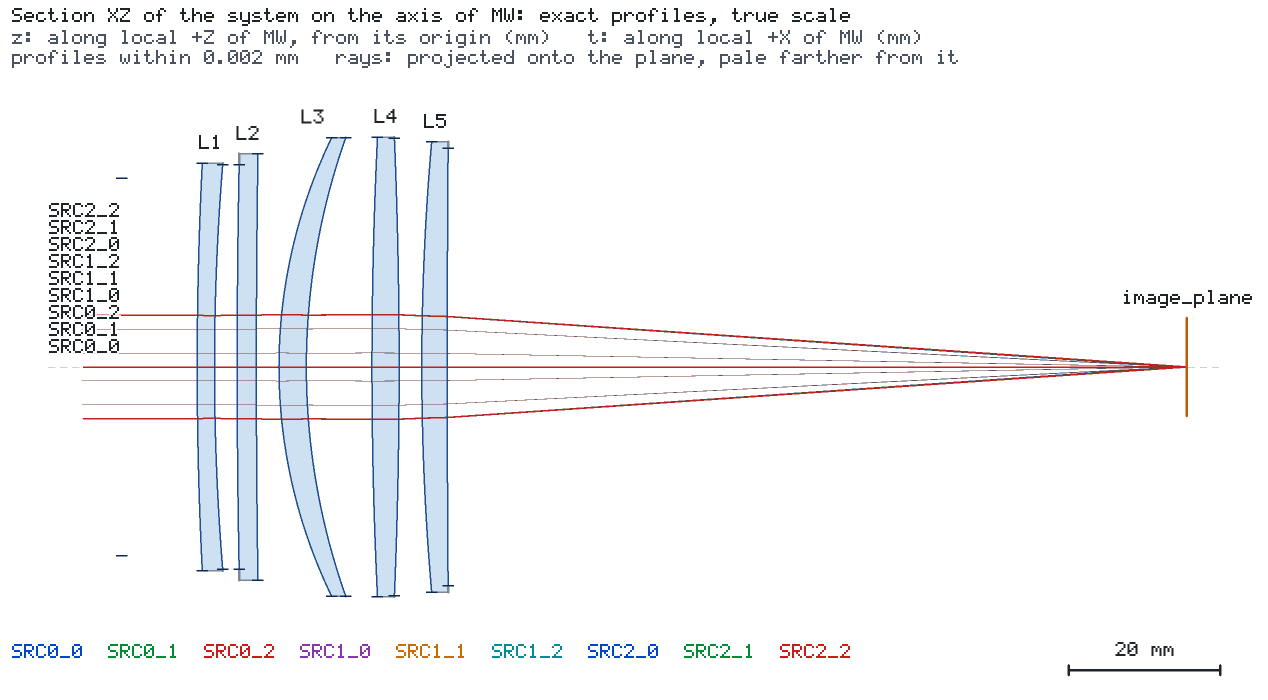 Section XZ of the system on the axis of MW: exact profiles, true scale
z: along local +Z of MW, from its origin (mm)   t: along local +X of MW (mm)
profiles within 0.002 mm   rays: projected onto the plane, pale farther from it
L1
L2
L3
L4
L5
SRC2_2
SRC2_1
SRC2_0
SRC1_2
SRC1_1
SRC1_0
SRC0_2
SRC0_1
SRC0_0
image_plane
SRC0_0 SRC0_1 SRC0_2 SRC1_0 SRC1_1 SRC1_2 SRC2_0 SRC2_1 SRC2_2
20 mm